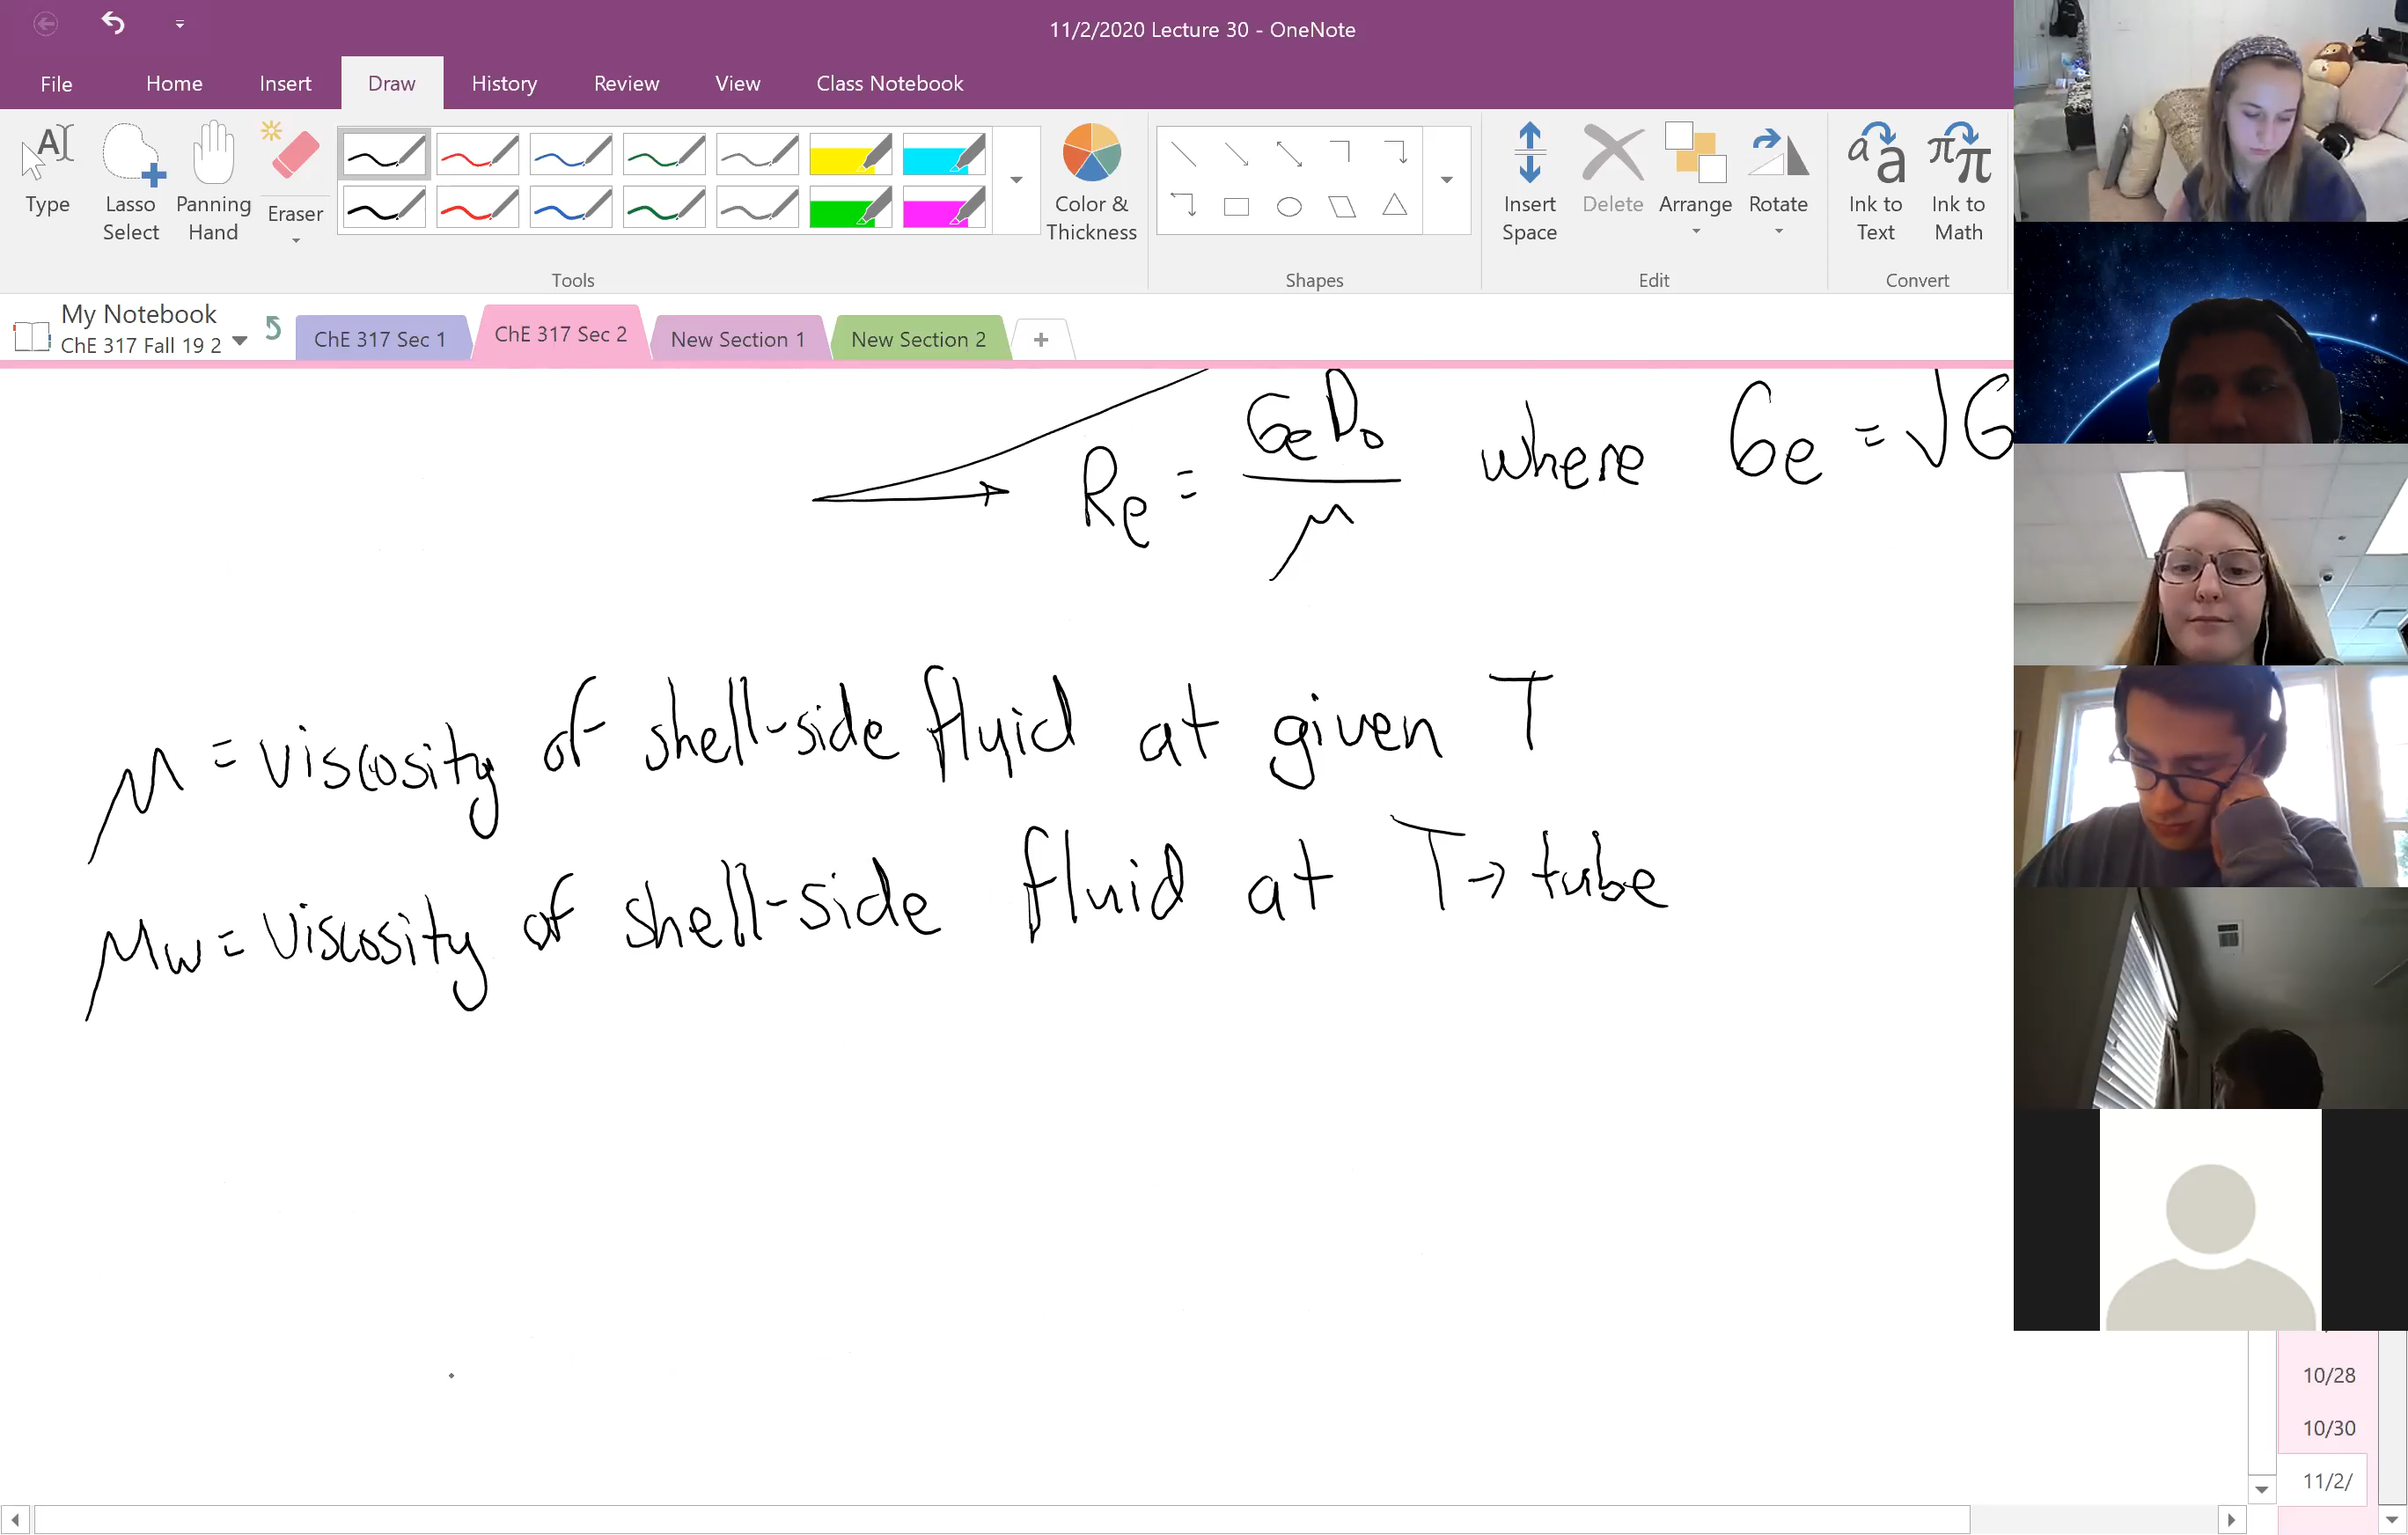 11/2/2020 Lecture 30 - OneNote
File Home Insert Draw History Review View Class Notebook
Type
Lasso Select
Panning Hand
Eraser
Color & Thickness
Insert Space
Delete
Arrange
Rotate
Ink to Text
Ink to Math
Tools Shapes Edit Convert
My Notebook
ChE 317 Fall 19 2
ChE 317 Sec 1 ChE 317 Sec 2 New Section 1 New Section 2 +
Re = GeDo / μ where Ge = √G
μ = viscosity of shell-side fluid at given T
μw = viscosity of shell-side fluid at T → tube
10/28
10/30
11/2/